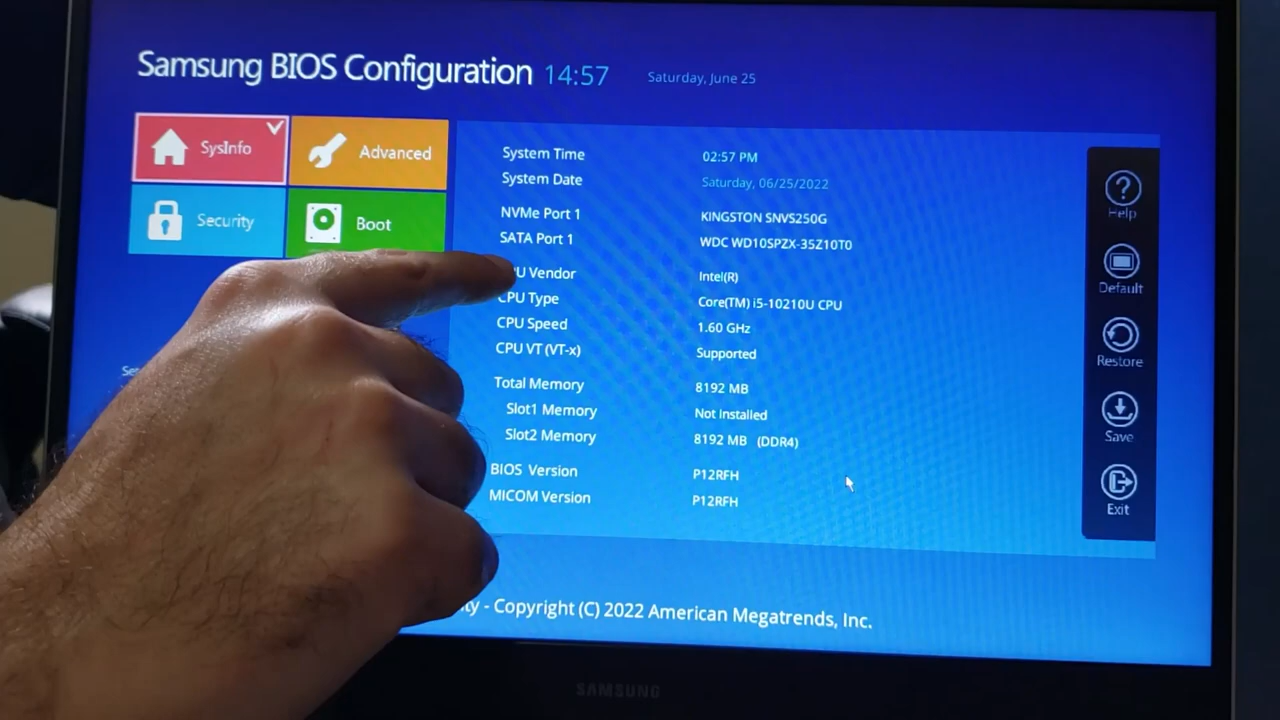 Samsung BIOS Configuration 14:57 Saturday, June 25
SysInfo
Advanced
Security
Boot
System Time 02:57 PM
System Date Saturday, 06/25/2022
NVMe Port 1 KINGSTON SNVS250G
SATA Port 1 WDC WD10SPZX-35Z10T0
U Vendor Intel(R)
CPU Type Core(TM) i5-10210U CPU
CPU Speed 1.60 GHz
CPU VT (VT-x) Supported
Total Memory 8192 MB
Slot1 Memory Not Installed
Slot2 Memory 8192 MB (DDR4)
BIOS Version P12RFH
MICOM Version P12RFH
Help
Default
Restore
Save
Exit
- Copyright (C) 2022 American Megatrends, Inc.
SAMSUNG